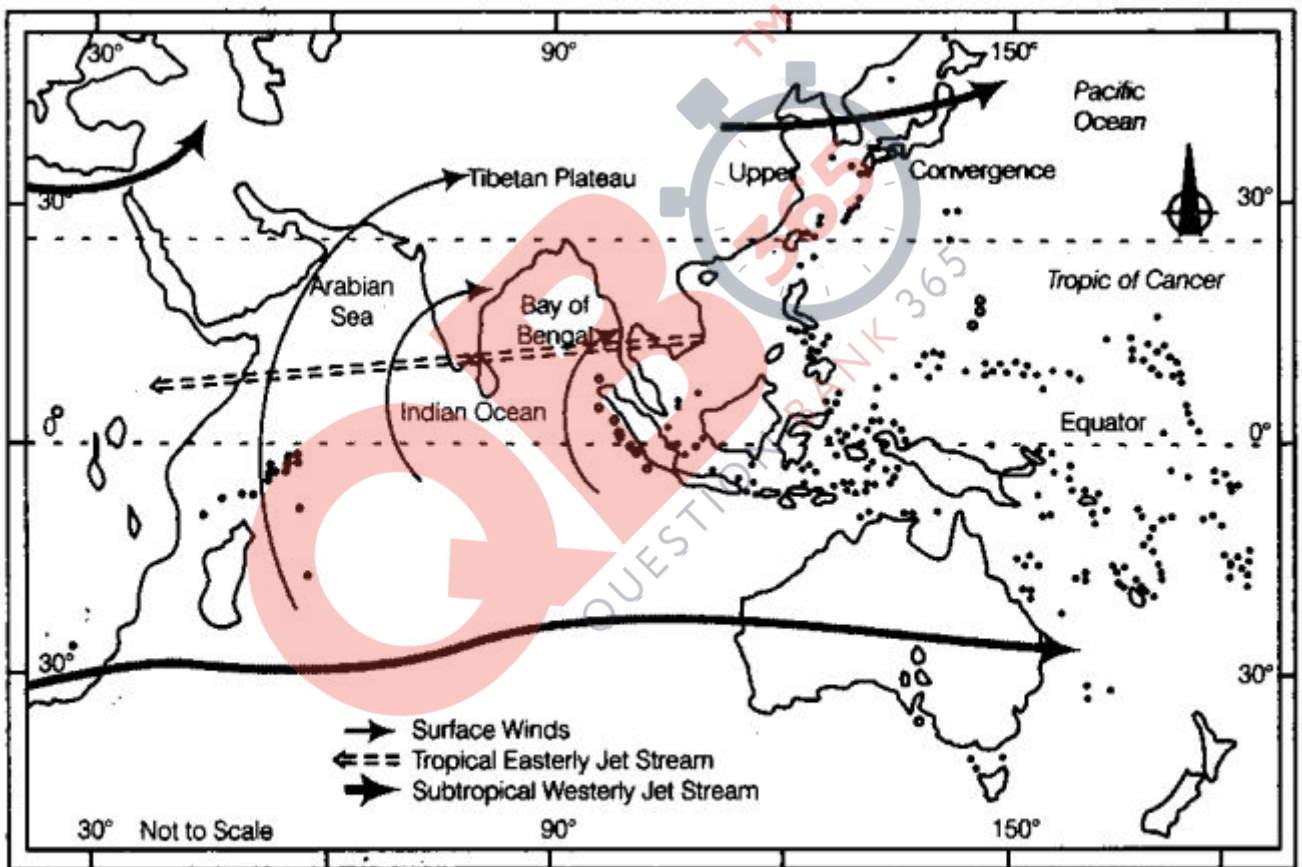 30°
90°
150°
Pacific
Ocean
Tibetan Plateau
Upper
Convergence
30°
30°
Arabian
Sea
Tropic of Cancer
Bay of
Bengal
Indian Ocean
Equator
0°
0°
30°
30°
Surface Winds
Tropical Easterly Jet Stream
Subtropical Westerly Jet Stream
30°
Not to Scale
90°
150°
TM
QB
365
QUESTION BANK 365